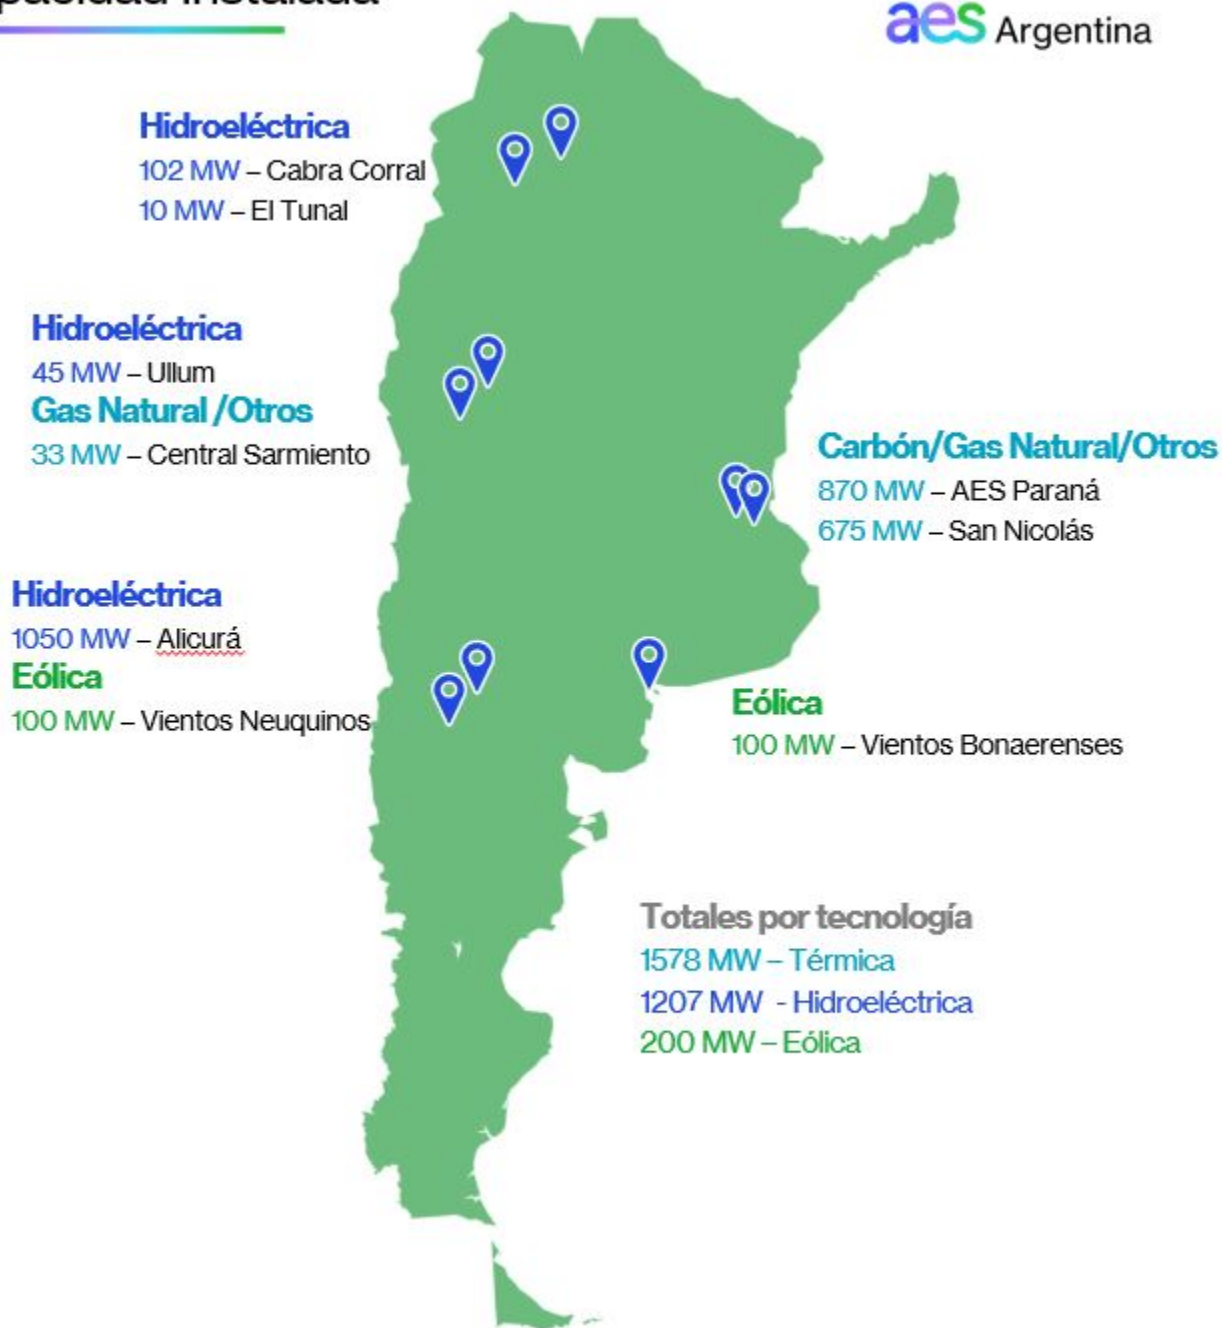 aes Argentina
Hidroeléctrica
102 MW – Cabra Corral
10 MW – El Tunal
Hidroeléctrica
45 MW – Ullum
Gas Natural /Otros
33 MW – Central Sarmiento
Carbón/Gas Natural/Otros
870 MW – AES Paraná
675 MW – San Nicolás
Hidroeléctrica
1050 MW – Alicurá
Eólica
100 MW – Vientos Neuquinos
Eólica
100 MW – Vientos Bonaerenses
Totales por tecnología
1578 MW – Térmica
1207 MW - Hidroeléctrica
200 MW – Eólica